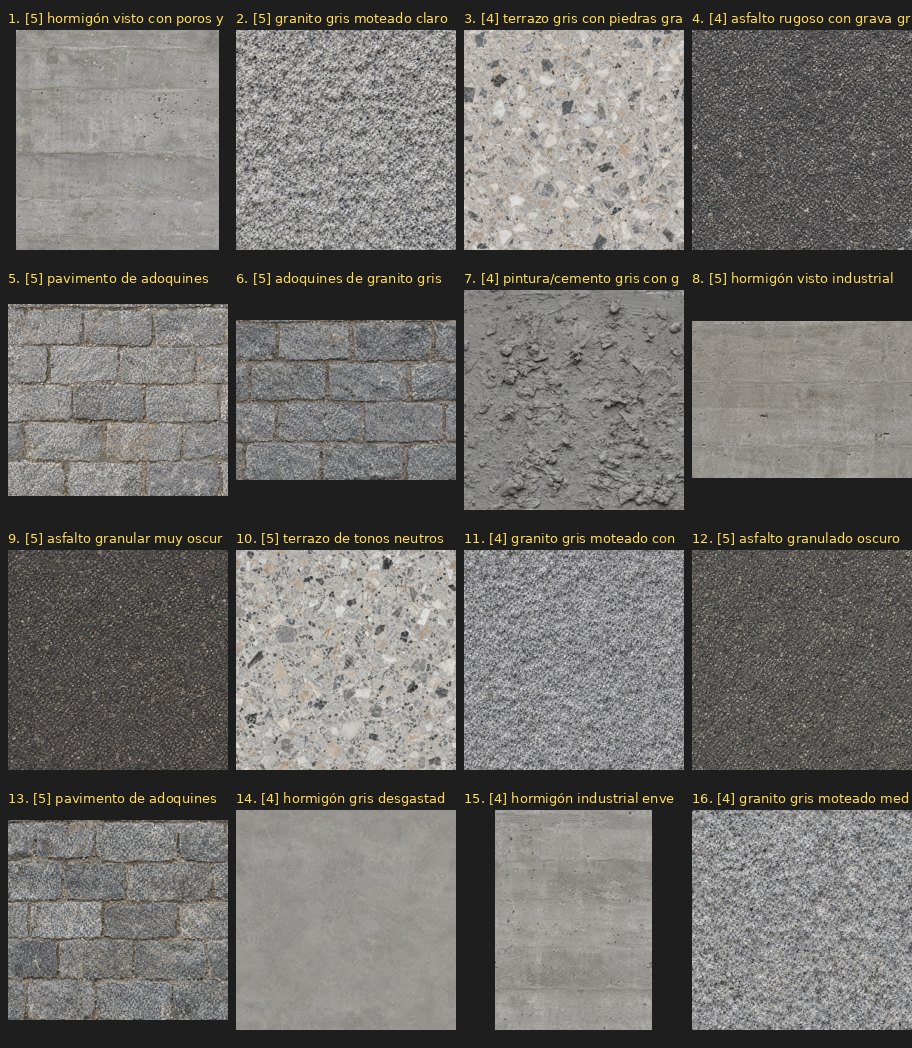 1. [5] hormigón visto con poros y
2. [5] granito gris moteado claro
3. [4] terrazo gris con piedras gra
4. [4] asfalto rugoso con grava gr
5. [5] pavimento de adoquines
6. [5] adoquines de granito gris
7. [4] pintura/cemento gris con g
8. [5] hormigón visto industrial
9. [5] asfalto granular muy oscur
10. [5] terrazo de tonos neutros
11. [4] granito gris moteado con
12. [5] asfalto granulado oscuro
13. [5] pavimento de adoquines
14. [4] hormigón gris desgastad
15. [4] hormigón industrial enve
16. [4] granito gris moteado med